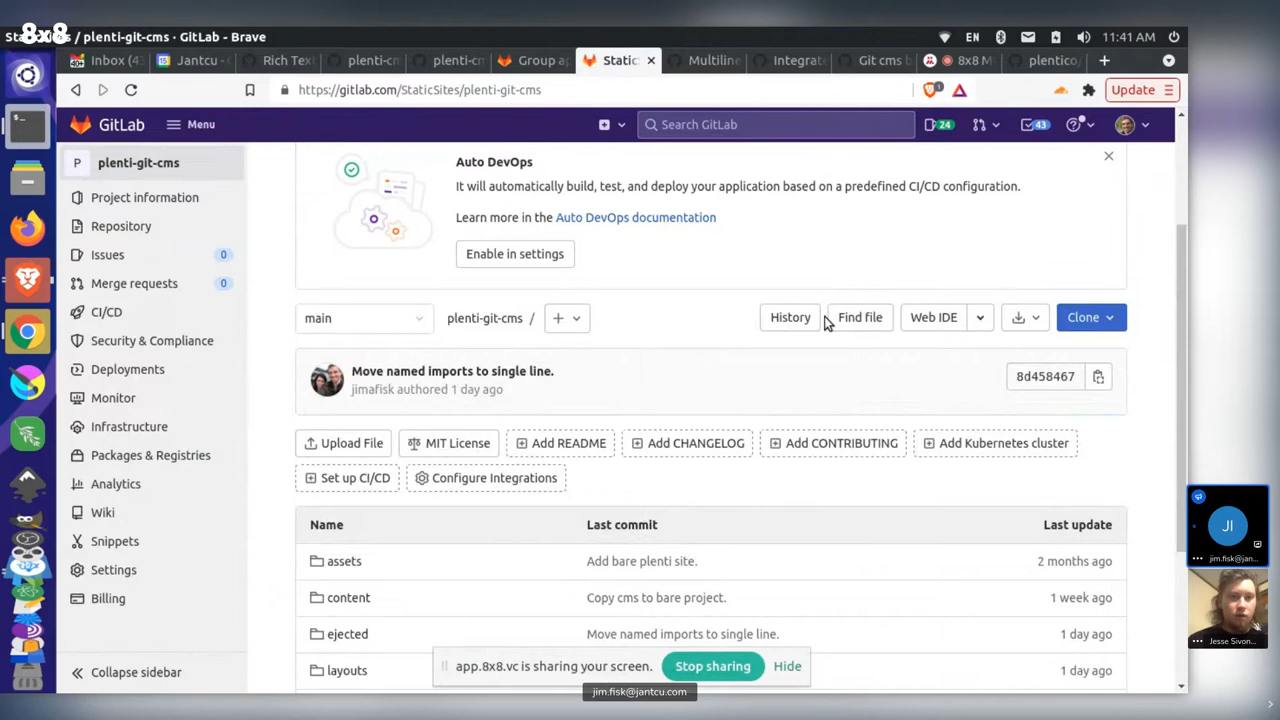 8x8
/ plenti-git-cms · GitLab - Brave
EN
11:41 AM
Inbox (4
Jantcu -
Rich Text
plenti-cm
plenti-cm
Group a
Static
Multiline
Integrate
Git cms b
8x8 M
plentico/
https://gitlab.com/StaticSites/plenti-git-cms
1
Update
GitLab
Menu
Search GitLab
24
43
P
plenti-git-cms
Project information
Repository
Issues
0
Merge requests
0
CI/CD
Security & Compliance
Deployments
Monitor
Infrastructure
Packages & Registries
Analytics
Wiki
Snippets
Settings
Billing
Collapse sidebar
Auto DevOps
It will automatically build, test, and deploy your application based on a predefined CI/CD configuration.
Learn more in the Auto DevOps documentation
Enable in settings
main
plenti-git-cms /
History
Find file
Web IDE
Clone
Move named imports to single line.
jimafisk authored 1 day ago
8d458467
Upload File
MIT License
Add README
Add CHANGELOG
Add CONTRIBUTING
Add Kubernetes cluster
Set up CI/CD
Configure Integrations
Name
Last commit
Last update
assets
Add bare plenti site.
2 months ago
content
Copy cms to bare project.
1 week ago
ejected
Move named imports to single line.
1 day ago
layouts
1 day ago
app.8x8.vc is sharing your screen.
Stop sharing
Hide
jim.fisk@jantcu.com
JI
jim.fisk@jan...
Jesse Sivon...